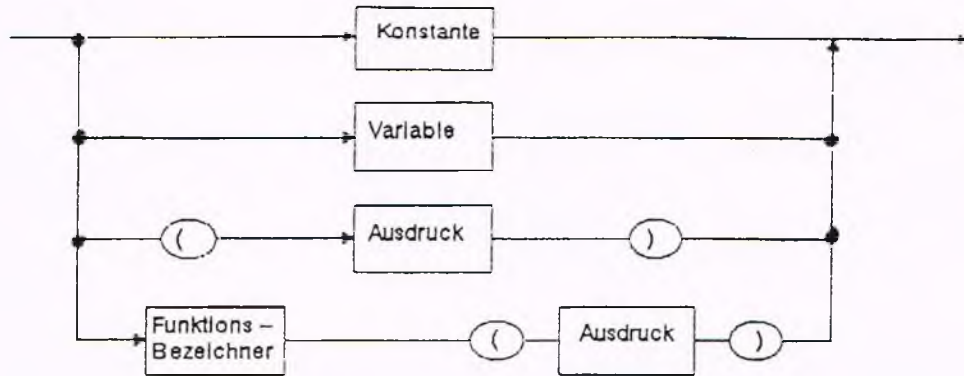 Konstante
Variable
( Ausdruck )
Funktions –
Bezeichner ( Ausdruck )